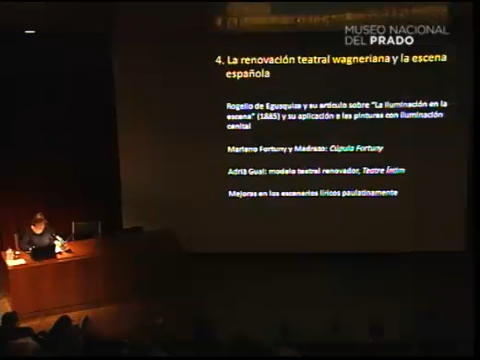 MUSEO NACIONAL
DEL PRADO
4. La renovación teatral wagneriana y la escena
española
Rogelio de Egusquiza y su artículo sobre "La iluminación en la
escena" (1885) y su aplicación a las pinturas con iluminación
cenital
Mariano Fortuny y Madrazo: Cúpula Fortuny
Adrià Gual: modelo teatral renovador, Teatre Íntim
Mejoras en los escenarios líricos paulatinamente